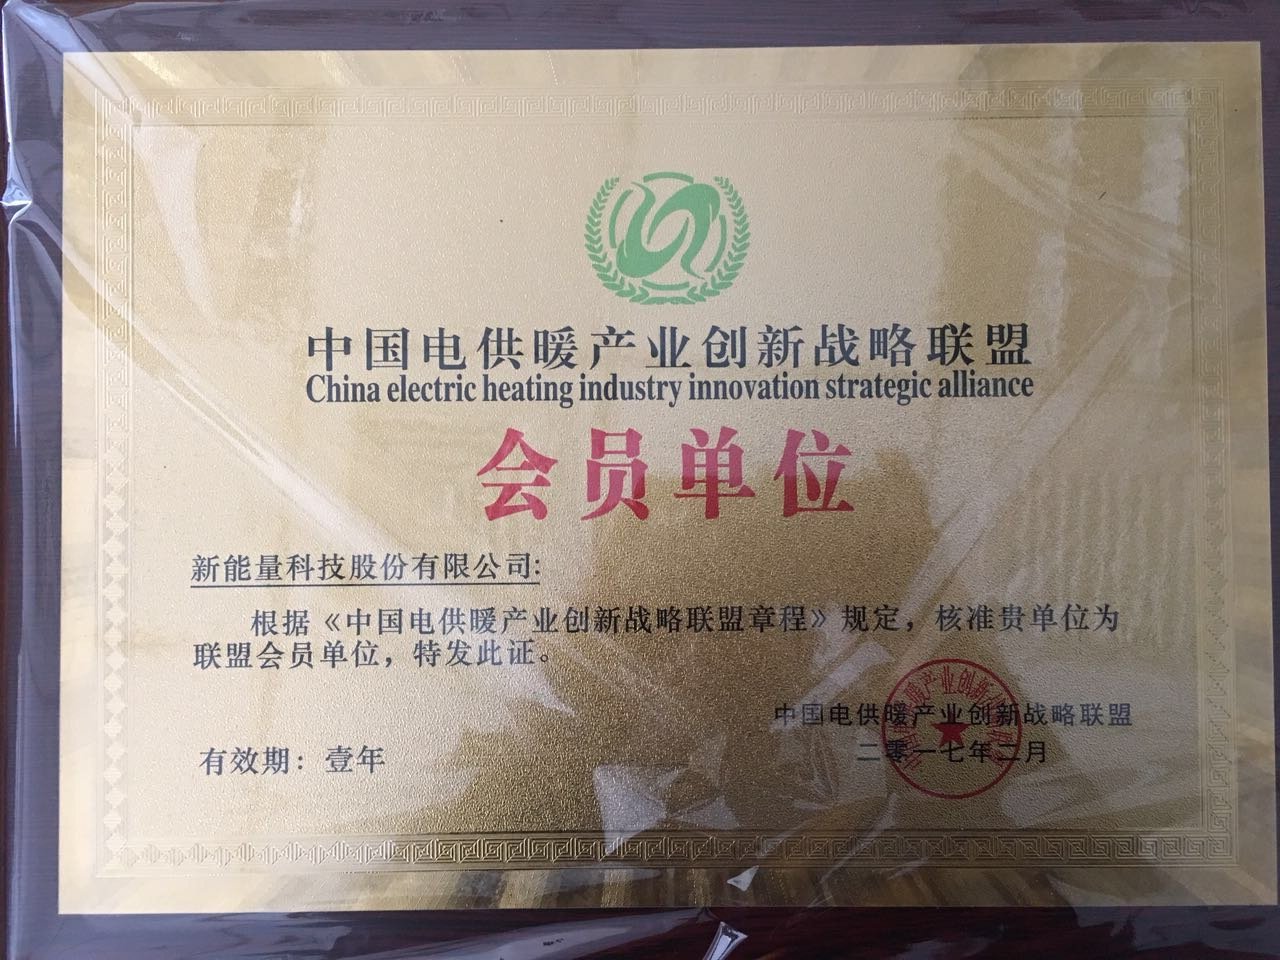 中国电供暖产业创新战略联盟
China electric heating industry innovation strategic alliance
会员单位
新能量科技股份有限公司:
根据《中国电供暖产业创新战略联盟章程》规定，核准贵单位为
联盟会员单位，特发此证。
中国电供暖产业创新战略联盟
二零一七年二月
有效期：壹年